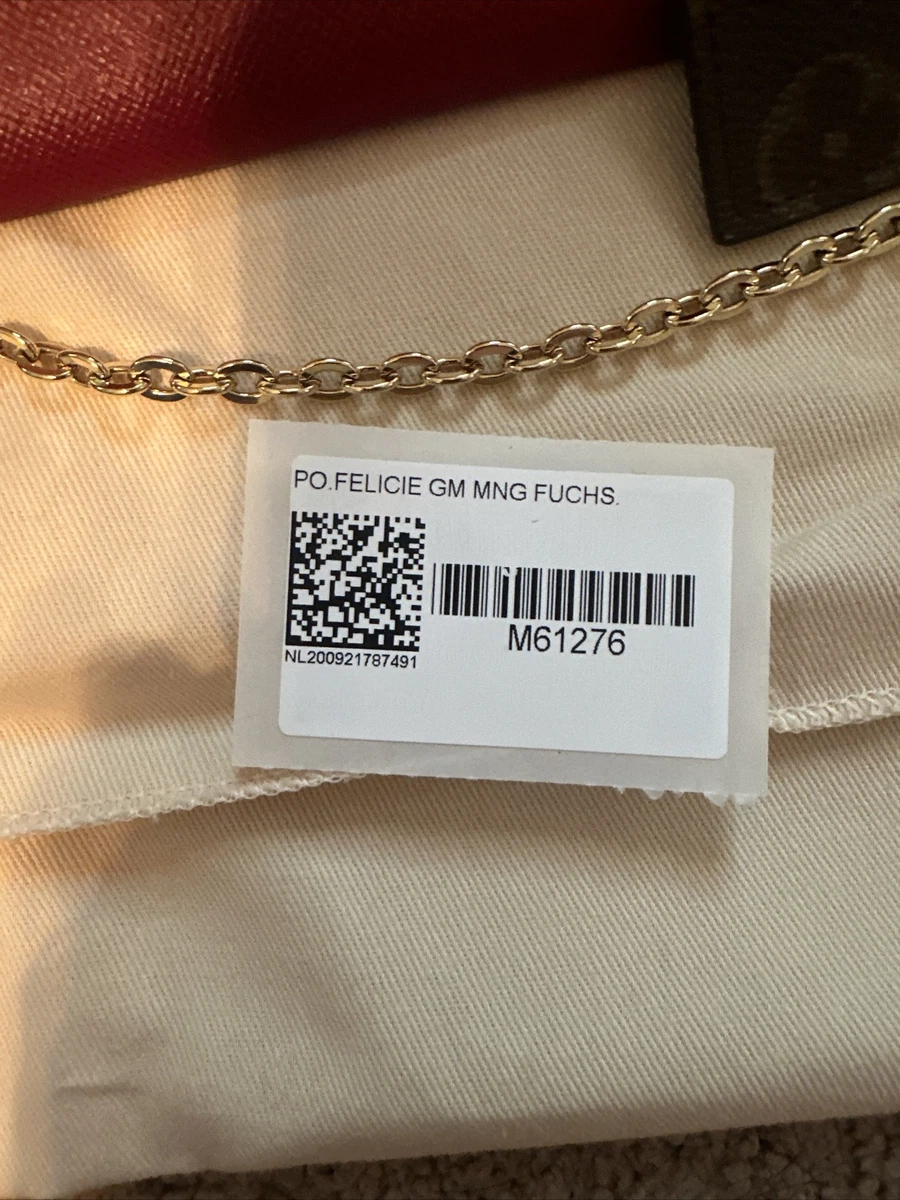 PO.FELICIE GM MNG FUCHS.
M61276
NL200921787491